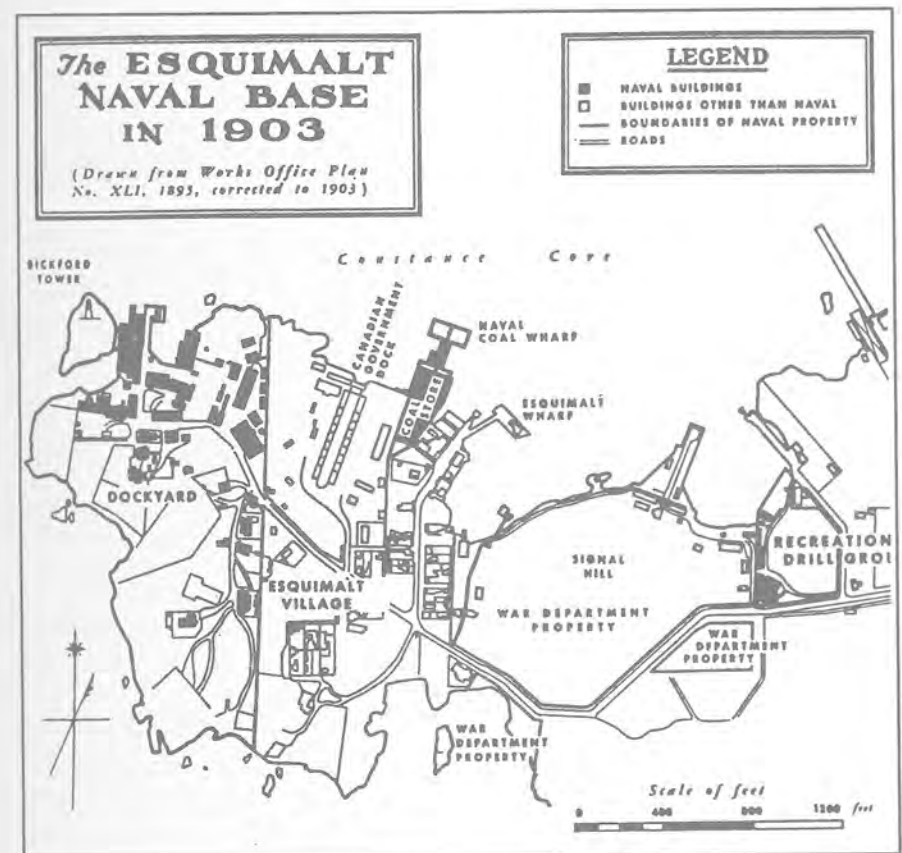 The ESQUIMALT
NAVAL BASE
IN 1903
(Drawn from Works Office Plan
No. XLI, 1895, corrected to 1903)
LEGEND
NAVAL BUILDINGS
BUILDINGS OTHER THAN NAVAL
BOUNDARIES OF NAVAL PROPERTY
ROADS
Constance Cove
BICKFORD
TOWER
CANADIAN
GOVERNMENT
DOCK
NAVAL
COAL WHARF
COAL
STORE
ESQUIMALT
WHARF
DOCKYARD
ESQUIMALT
VILLAGE
SIGNAL
HILL
WAR DEPARTMENT
PROPERTY
RECREATION
DRILL GROU
WAR
DEPARTMENT
PROPERTY
WAR
DEPARTMENT
PROPERTY
Scale of feet
0 400 800 1200 feet